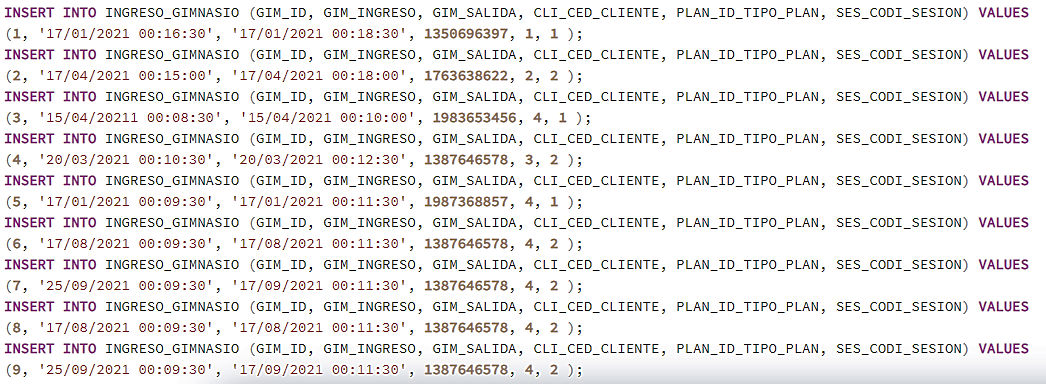 INSERT INTO INGRESO_GIMNASIO (GIM_ID, GIM_INGRESO, GIM_SALIDA, CLI_CED_CLIENTE, PLAN_ID_TIPO_PLAN, SES_CODI_SESION) VALUES
(1, '17/01/2021 00:16:30', '17/01/2021 00:18:30', 1350696397, 1, 1 );
INSERT INTO INGRESO_GIMNASIO (GIM_ID, GIM_INGRESO, GIM_SALIDA, CLI_CED_CLIENTE, PLAN_ID_TIPO_PLAN, SES_CODI_SESION) VALUES
(2, '17/04/2021 00:15:00', '17/04/2021 00:18:00', 1763638622, 2, 2 );
INSERT INTO INGRESO_GIMNASIO (GIM_ID, GIM_INGRESO, GIM_SALIDA, CLI_CED_CLIENTE, PLAN_ID_TIPO_PLAN, SES_CODI_SESION) VALUES
(3, '15/04/20211 00:08:30', '15/04/2021 00:10:00', 1983653456, 4, 1 );
INSERT INTO INGRESO_GIMNASIO (GIM_ID, GIM_INGRESO, GIM_SALIDA, CLI_CED_CLIENTE, PLAN_ID_TIPO_PLAN, SES_CODI_SESION) VALUES
(4, '20/03/2021 00:10:30', '20/03/2021 00:12:30', 1387646578, 3, 2 );
INSERT INTO INGRESO_GIMNASIO (GIM_ID, GIM_INGRESO, GIM_SALIDA, CLI_CED_CLIENTE, PLAN_ID_TIPO_PLAN, SES_CODI_SESION) VALUES
(5, '17/01/2021 00:09:30', '17/01/2021 00:11:30', 1987368857, 4, 1 );
INSERT INTO INGRESO_GIMNASIO (GIM_ID, GIM_INGRESO, GIM_SALIDA, CLI_CED_CLIENTE, PLAN_ID_TIPO_PLAN, SES_CODI_SESION) VALUES
(6, '17/08/2021 00:09:30', '17/08/2021 00:11:30', 1387646578, 4, 2 );
INSERT INTO INGRESO_GIMNASIO (GIM_ID, GIM_INGRESO, GIM_SALIDA, CLI_CED_CLIENTE, PLAN_ID_TIPO_PLAN, SES_CODI_SESION) VALUES
(7, '25/09/2021 00:09:30', '17/09/2021 00:11:30', 1387646578, 4, 2 );
INSERT INTO INGRESO_GIMNASIO (GIM_ID, GIM_INGRESO, GIM_SALIDA, CLI_CED_CLIENTE, PLAN_ID_TIPO_PLAN, SES_CODI_SESION) VALUES
(8, '17/08/2021 00:09:30', '17/08/2021 00:11:30', 1387646578, 4, 2 );
INSERT INTO INGRESO_GIMNASIO (GIM_ID, GIM_INGRESO, GIM_SALIDA, CLI_CED_CLIENTE, PLAN_ID_TIPO_PLAN, SES_CODI_SESION) VALUES
(9, '25/09/2021 00:09:30', '17/09/2021 00:11:30', 1387646578, 4, 2 );